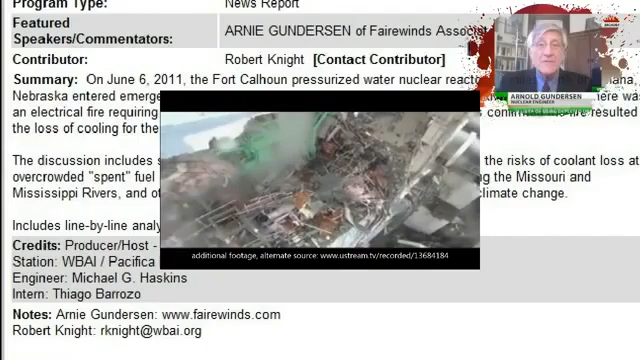 Program Type: News Report
Featured Speakers/Commentators: ARNIE GUNDERSEN of Fairewinds
Contributor: Robert Knight [Contact Contributor]
Summary: On June 6, 2011, the Fort Calhoun pressurized water nuclear
Nebraska entered
an electrical fire requiring
the loss of cooling for the
The discussion includes
the risks of coolant loss at
overcrowded "spent" fuel
the Missouri and
Mississippi Rivers, and
climate change.
Includes line-by-line
Credits: Producer/Host -
Station: WBAI / Pacifica
Engineer: Michael G. Haskins
Intern: Thiago Barrozo
Notes: Arnie Gundersen: www.fairewinds.com
Robert Knight: rknight@wbai.org
ARNOLD GUNDERSEN
NUCLEAR ENGINEER
additional footage, alternate source: www.ustream.tv/recorded/13684184